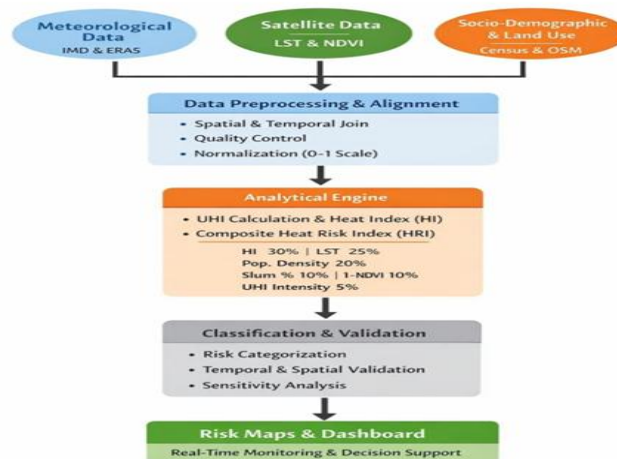 Meteorological
Data
IMD & ERA5
Satellite Data
LST & NDVI
Socio-Demographic
& Land Use
Census & OSM
Data Preprocessing & Alignment
• Spatial & Temporal Join
• Quality Control
• Normalization (0-1 Scale)
Analytical Engine
• UHI Calculation & Heat Index (HI)
• Composite Heat Risk Index (HRI)
HI 30% | LST 25%
Pop. Density 20%
Slum % 10% | 1-NDVI 10%
UHI Intensity 5%
Classification & Validation
• Risk Categorization
• Temporal & Spatial Validation
• Sensitivity Analysis
Risk Maps & Dashboard
Real-Time Monitoring & Decision Support